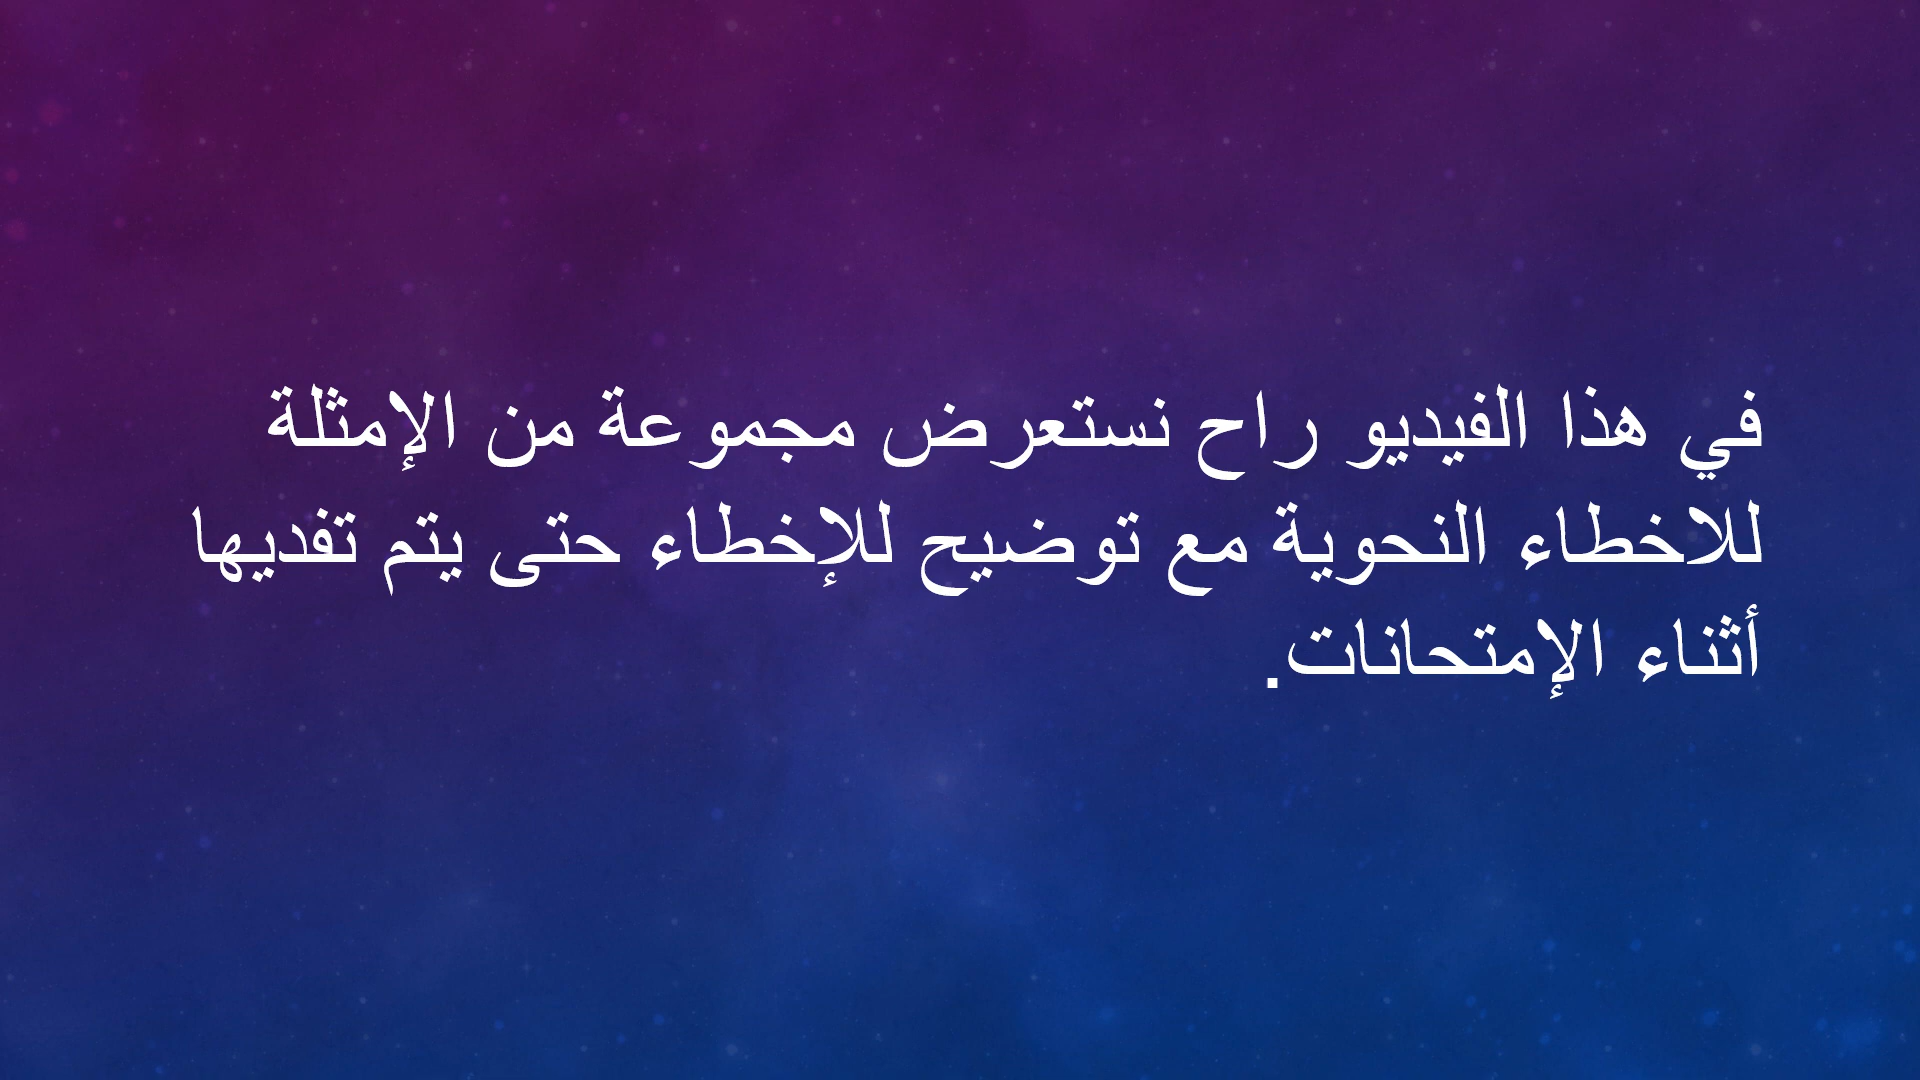 في هذا الفيديو راح نستعرض مجموعة من الإمثلة
للاخطاء النحوية مع توضيح للإخطاء حتى يتم تفديها
أثناء الإمتحانات.